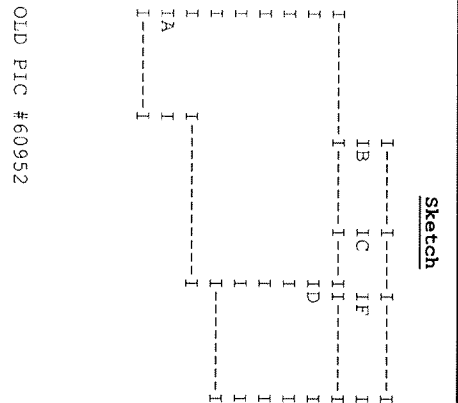 Sketch
I-------------I---------I---------------I
IB IC IF I
I-------------------I-------------I-------I I---------------I
I ID I
I I I
I I I
I I I
I I-----------------I
I I-------------------------I
IA I
I---------------I
OLD PIC #60952